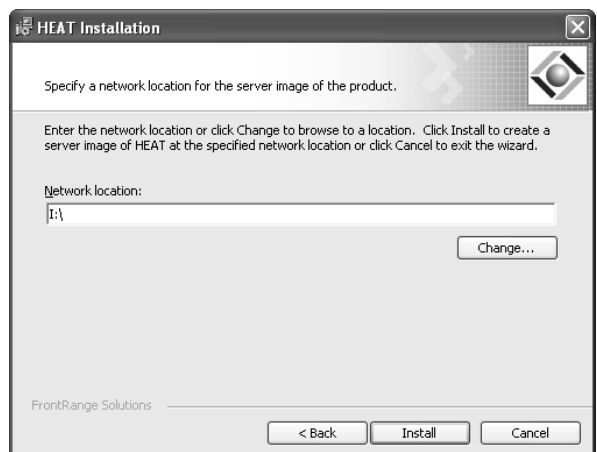 HEAT Installation
Specify a network location for the server image of the product.
Enter the network location or click Change to browse to a location. Click Install to create a
server image of HEAT at the specified network location or click Cancel to exit the wizard.
Network location:
I:\
Change...
FrontRange Solutions
< Back Install Cancel